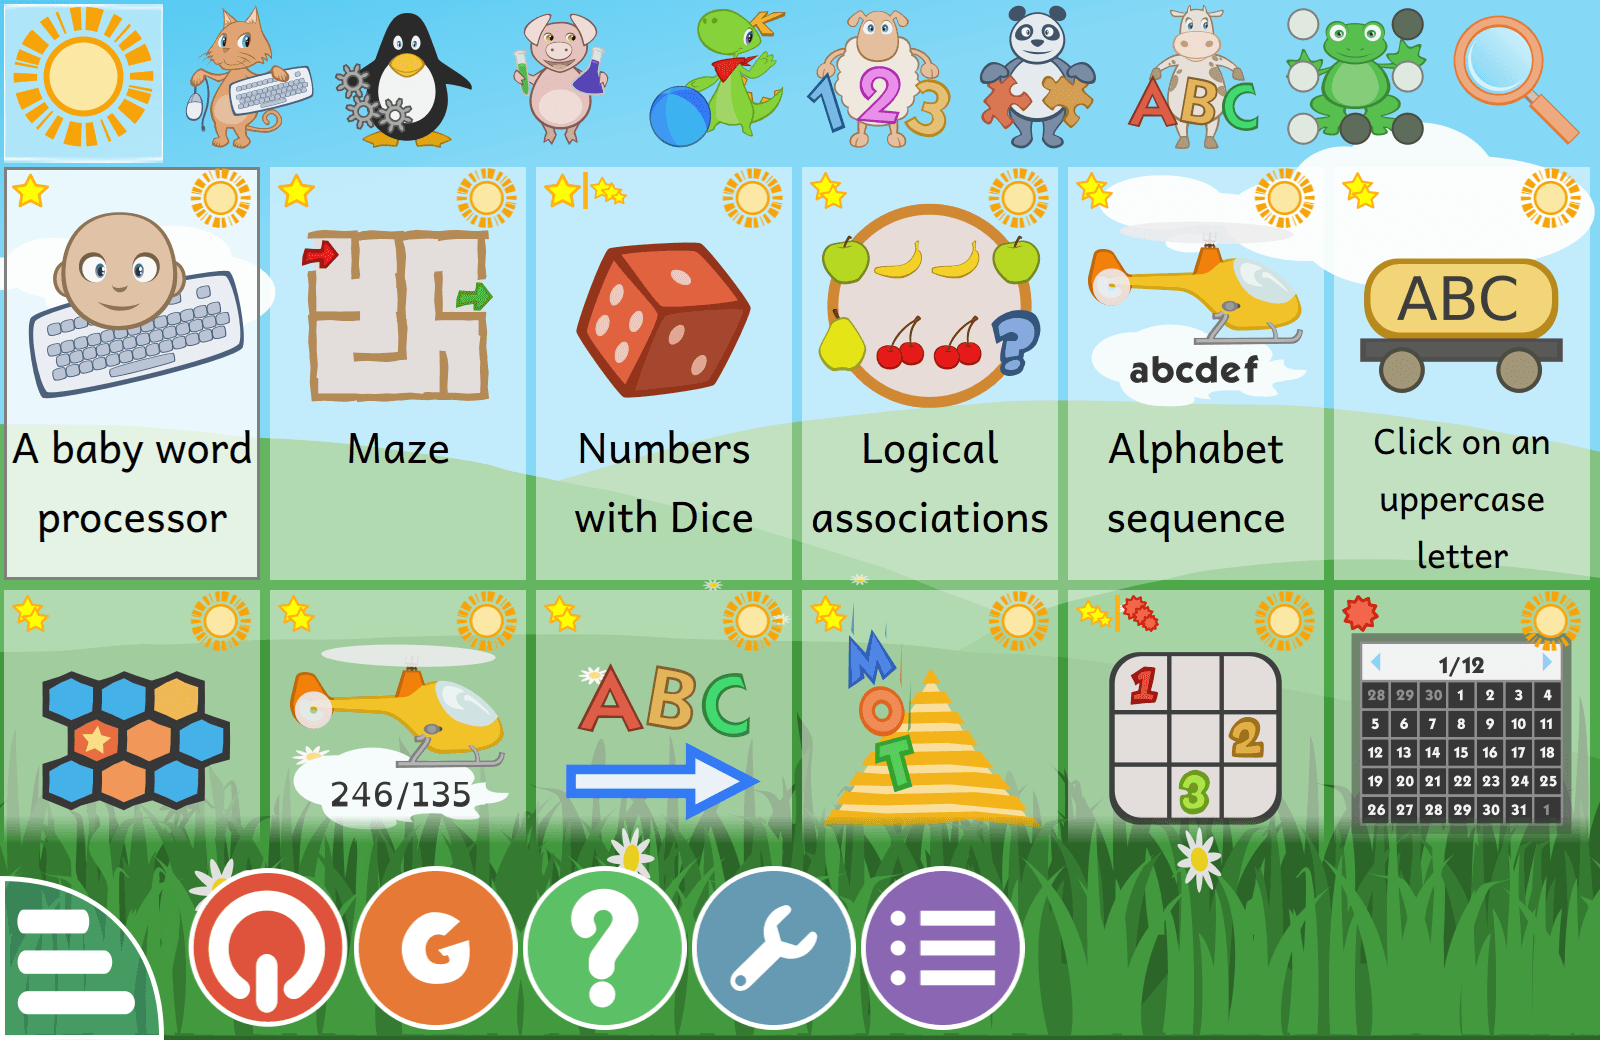 1 2 3
A B C
A baby word
processor
Maze
Numbers
with Dice
Logical
associations
abcdef
Alphabet
sequence
ABC
Click on an
uppercase
letter
246/135
ABC
M
O
T
1
2
3
1/12
28 29 30 1 2 3 4
5 6 7 8 9 10 11
12 13 14 15 16 17 18
19 20 21 22 23 24 25
26 27 28 29 30 31 1
G
?